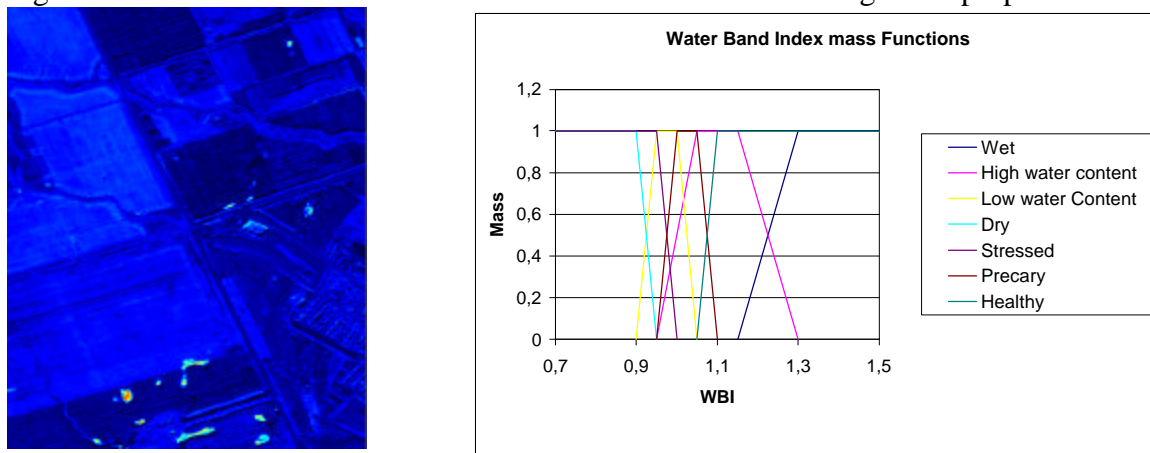 Water Band Index mass Functions
1,2
1
0,8
0,6
0,4
0,2
0
Mass
0,7 0,9 1,1 1,3 1,5
WBI
Wet
High water content
Low water Content
Dry
Stressed
Precary
Healthy